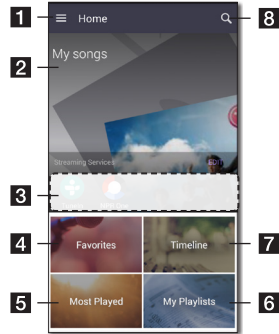 1 Home 8
2 My songs
Streaming Services EDIT
3
4 Favorites Timeline 7
5 Most Played My Playlists 6